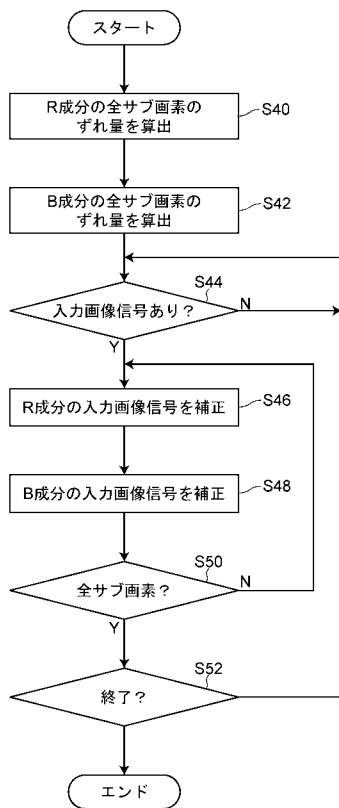 スタート
R成分の全サブ画素の
ずれ量を算出
S40
B成分の全サブ画素の
ずれ量を算出
S42
S44
入力画像信号あり？
N
Y
R成分の入力画像信号を補正
S46
B成分の入力画像信号を補正
S48
S50
全サブ画素？
N
Y
S52
終了？
エンド